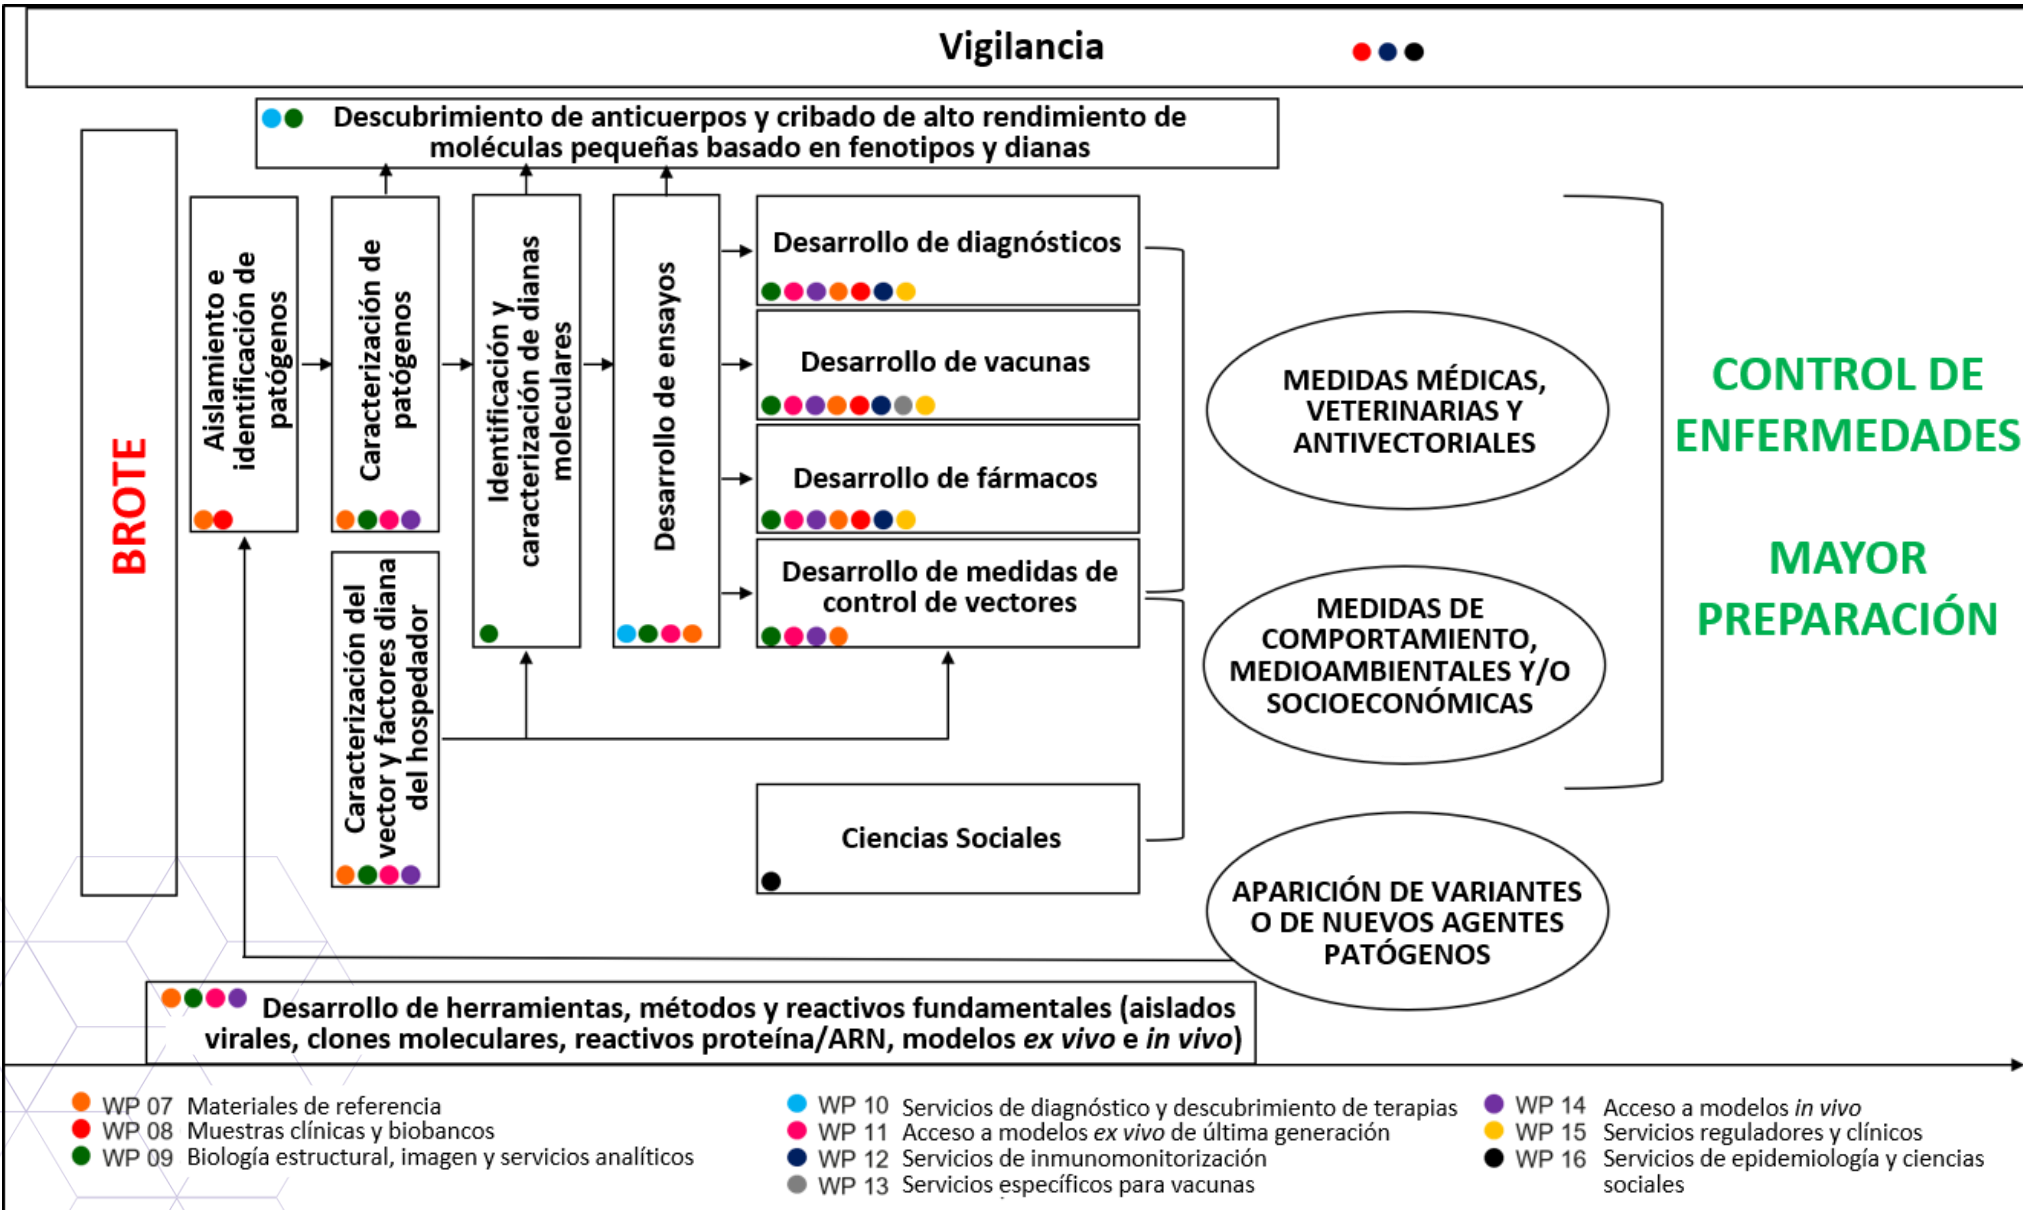 Vigilancia
Descubrimiento de anticuerpos y cribado de alto rendimiento de
moléculas pequeñas basado en fenotipos y dianas
BROTE
Aislamiento e
identificación de
patógenos
Caracterización de
patógenos
Identificación y
caracterización de dianas
moleculares
Desarrollo de ensayos
Desarrollo de diagnósticos
Desarrollo de vacunas
Desarrollo de fármacos
Desarrollo de medidas de
control de vectores
Caracterización del
vector y factores diana
del hospedador
Ciencias Sociales
MEDIDAS MÉDICAS,
VETERINARIAS Y
ANTIVECTORIALES
MEDIDAS DE
COMPORTAMIENTO,
MEDIOAMBIENTALES Y/O
SOCIOECONÓMICAS
APARICIÓN DE VARIANTES
O DE NUEVOS AGENTES
PATÓGENOS
CONTROL DE
ENFERMEDADES
MAYOR
PREPARACIÓN
Desarrollo de herramientas, métodos y reactivos fundamentales (aislados
virales, clones moleculares, reactivos proteína/ARN, modelos ex vivo e in vivo)
WP 07 Materiales de referencia
WP 08 Muestras clínicas y biobancos
WP 09 Biología estructural, imagen y servicios analíticos
WP 10 Servicios de diagnóstico y descubrimiento de terapias
WP 11 Acceso a modelos ex vivo de última generación
WP 12 Servicios de inmunomonitorización
WP 13 Servicios específicos para vacunas
WP 14 Acceso a modelos in vivo
WP 15 Servicios reguladores y clínicos
WP 16 Servicios de epidemiología y ciencias
sociales